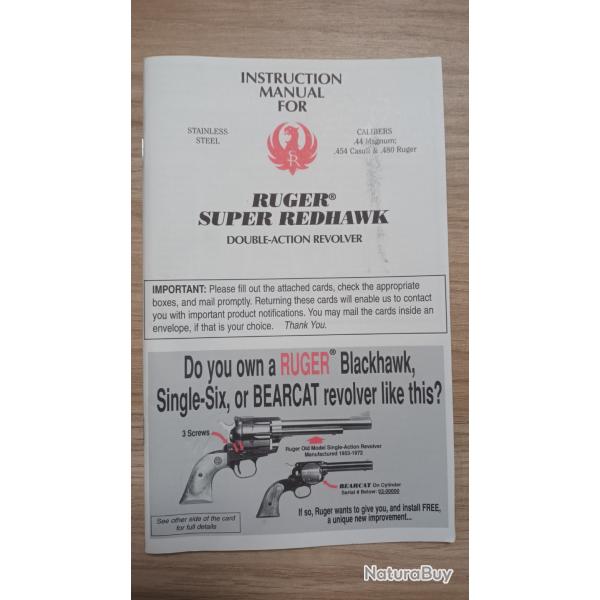 INSTRUCTION
MANUAL
FOR
STAINLESS
STEEL
CALIBERS
.44 Magnum;
.454 Casull & .480 Ruger
SR
RUGER®
SUPER REDHAWK
DOUBLE-ACTION REVOLVER
IMPORTANT: Please fill out the attached cards, check the appropriate
boxes, and mail promptly. Returning these cards will enable us to contact
you with important product notifications. You may mail the cards inside an
envelope, if that is your choice. Thank You.
Do you own a RUGER® Blackhawk,
Single-Six, or BEARCAT revolver like this?
3 Screws
Ruger Old Model Single-Action Revolver
Manufactured 1953-1972
BEARCAT On Cylinder
Serial # Below: 93-00000
See other side of the card
for full details
If so, Ruger wants to give you, and install FREE,
a unique new improvement...
NaturaBuy